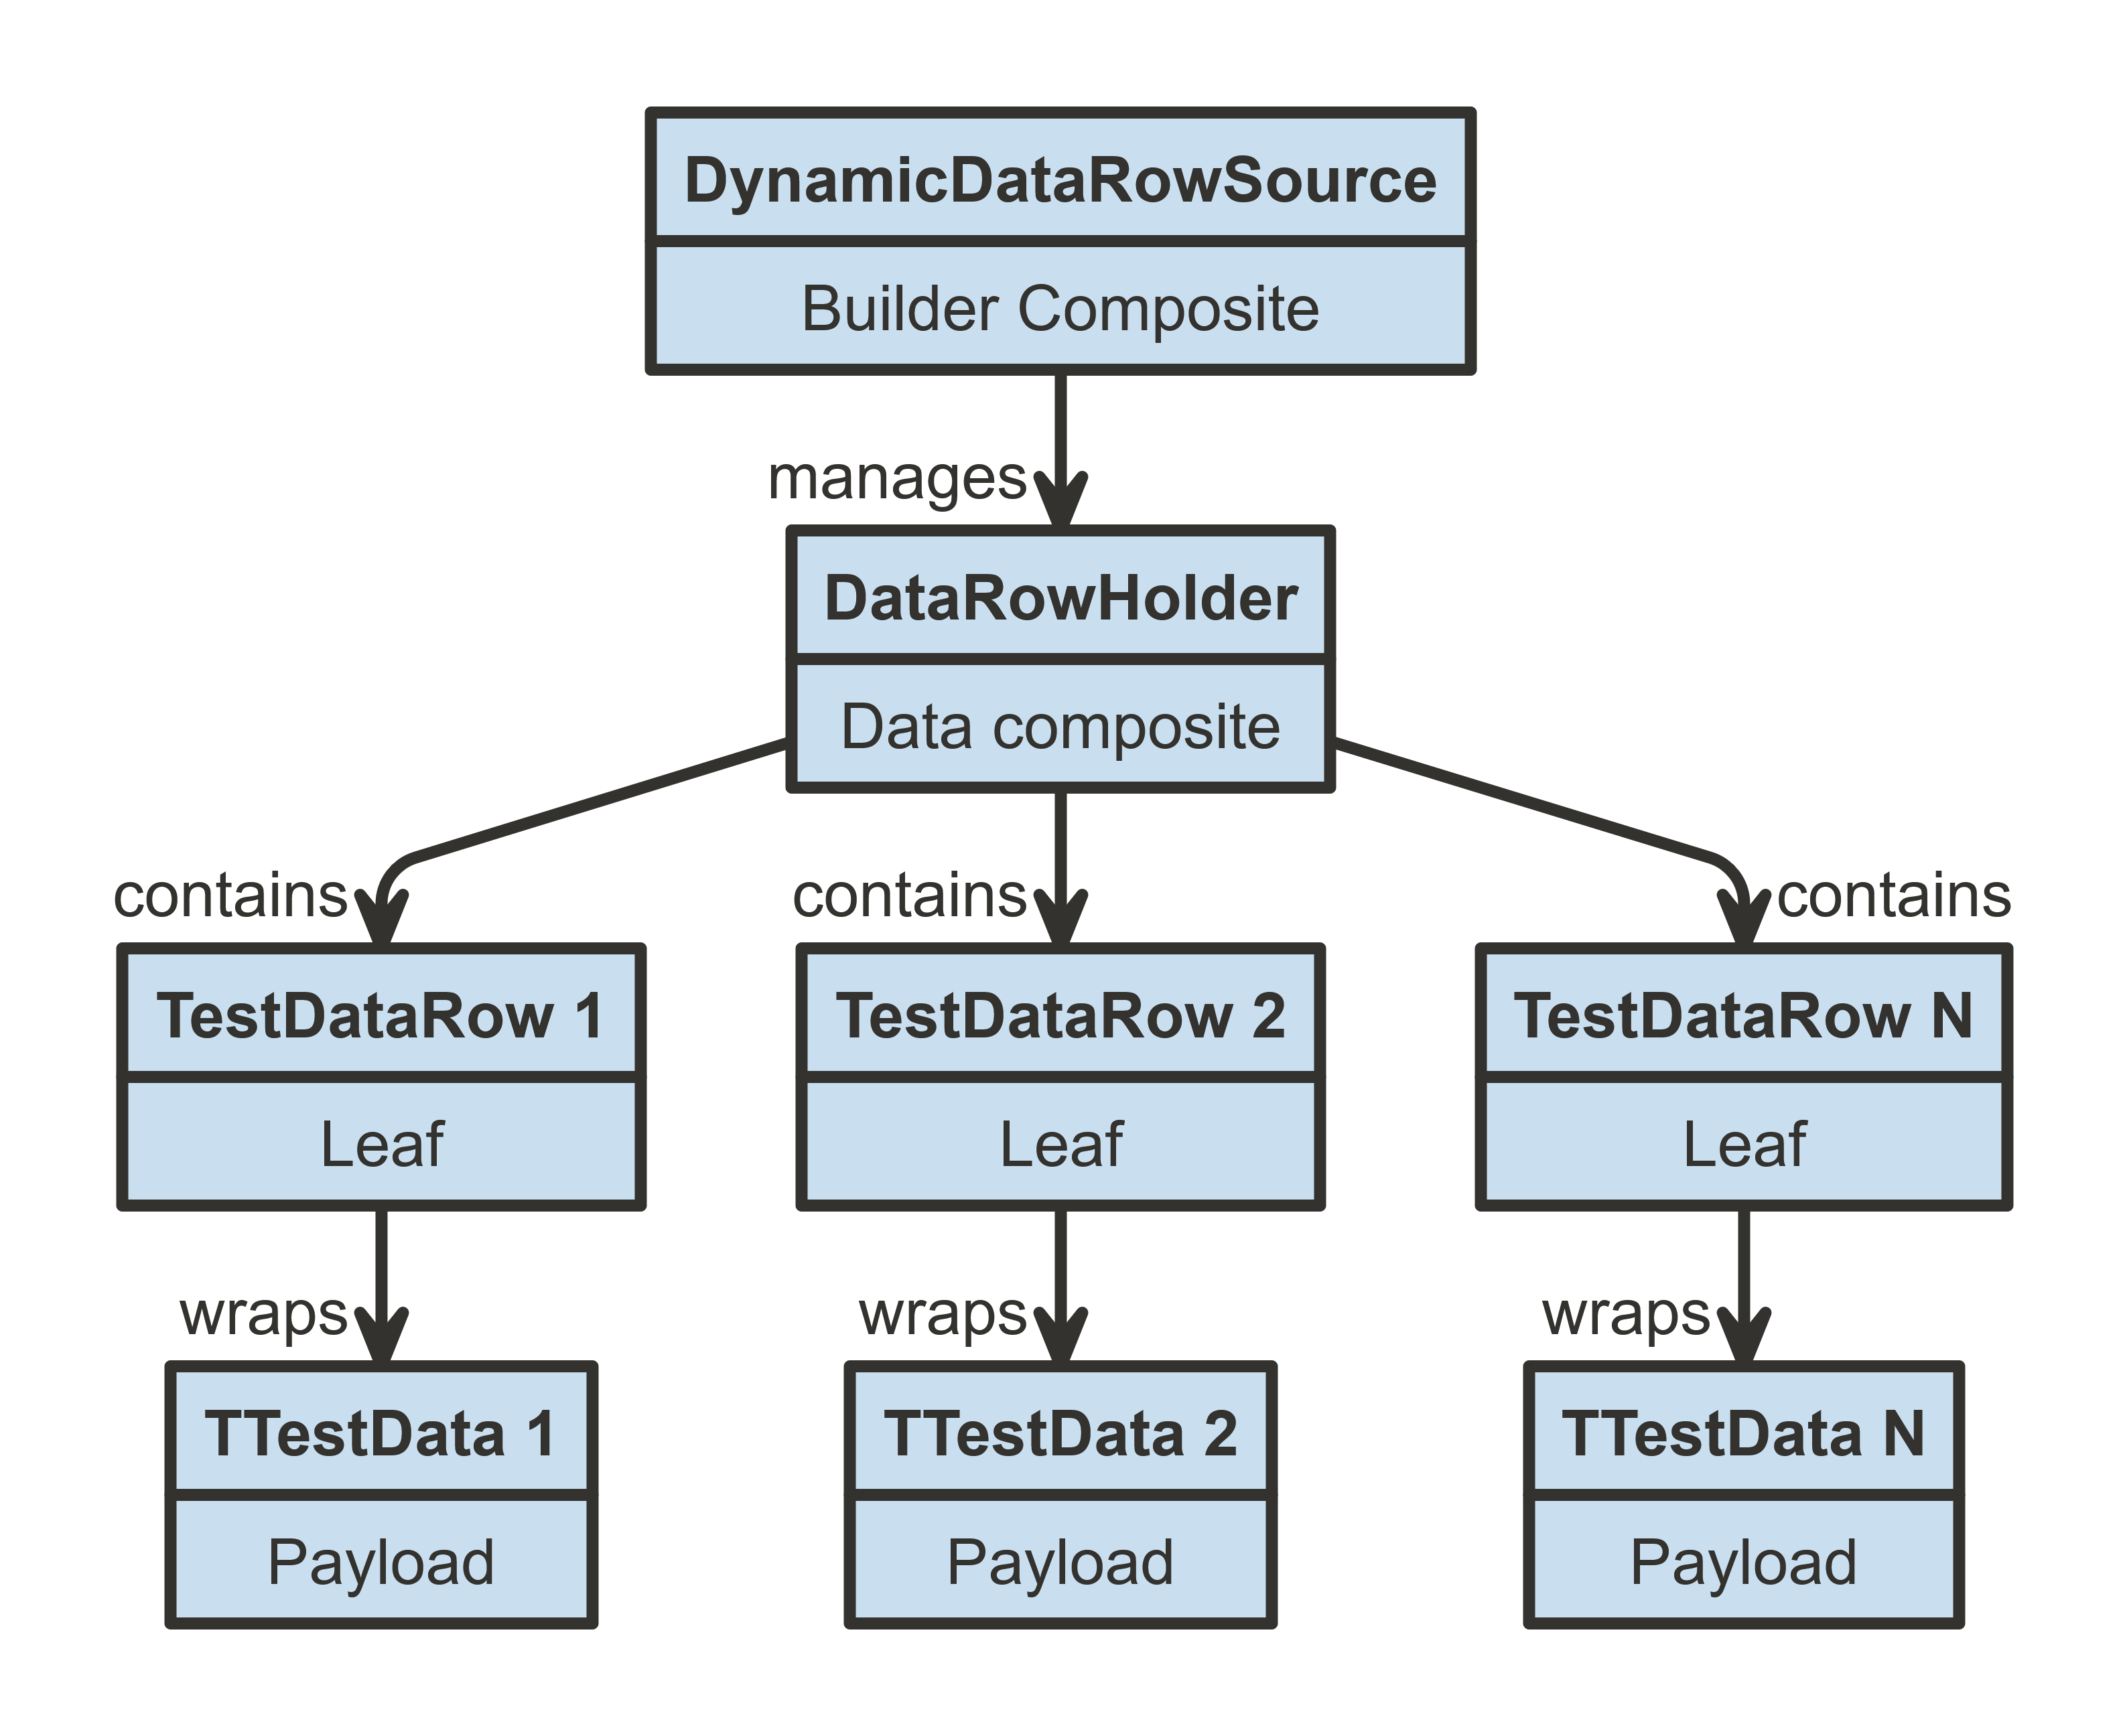 DynamicDataRowSource
Builder Composite
manages
DataRowHolder
Data composite
contains
contains
contains
TestDataRow 1
TestDataRow 2
TestDataRow N
Leaf
Leaf
Leaf
wraps
wraps
wraps
TTestData 1
TTestData 2
TTestData N
Payload
Payload
Payload